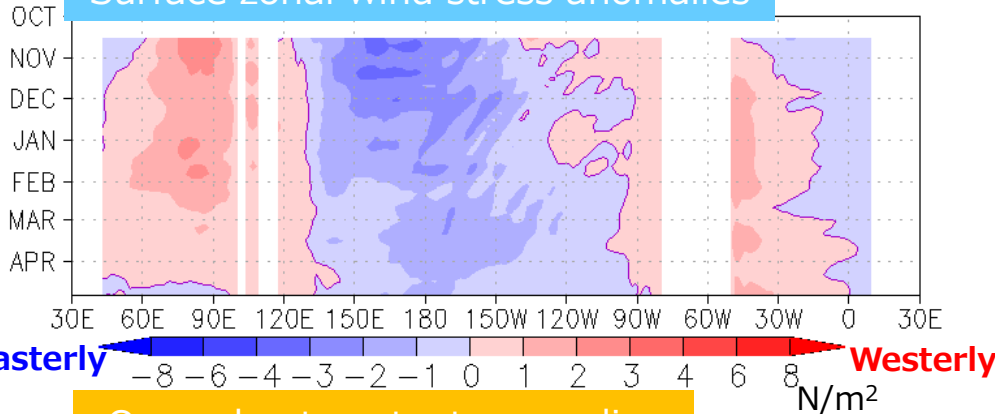 Surface zonal wind stress anomalies
OCT
NOV
DEC
JAN
FEB
MAR
APR
30E 60E 90E 120E 150E 180 150W 120W 90W 60W 30W 0 30E
asterly -8 -6 -4 -3 -2 -1 0 1 2 3 4 6 8 Westerly
N/m²